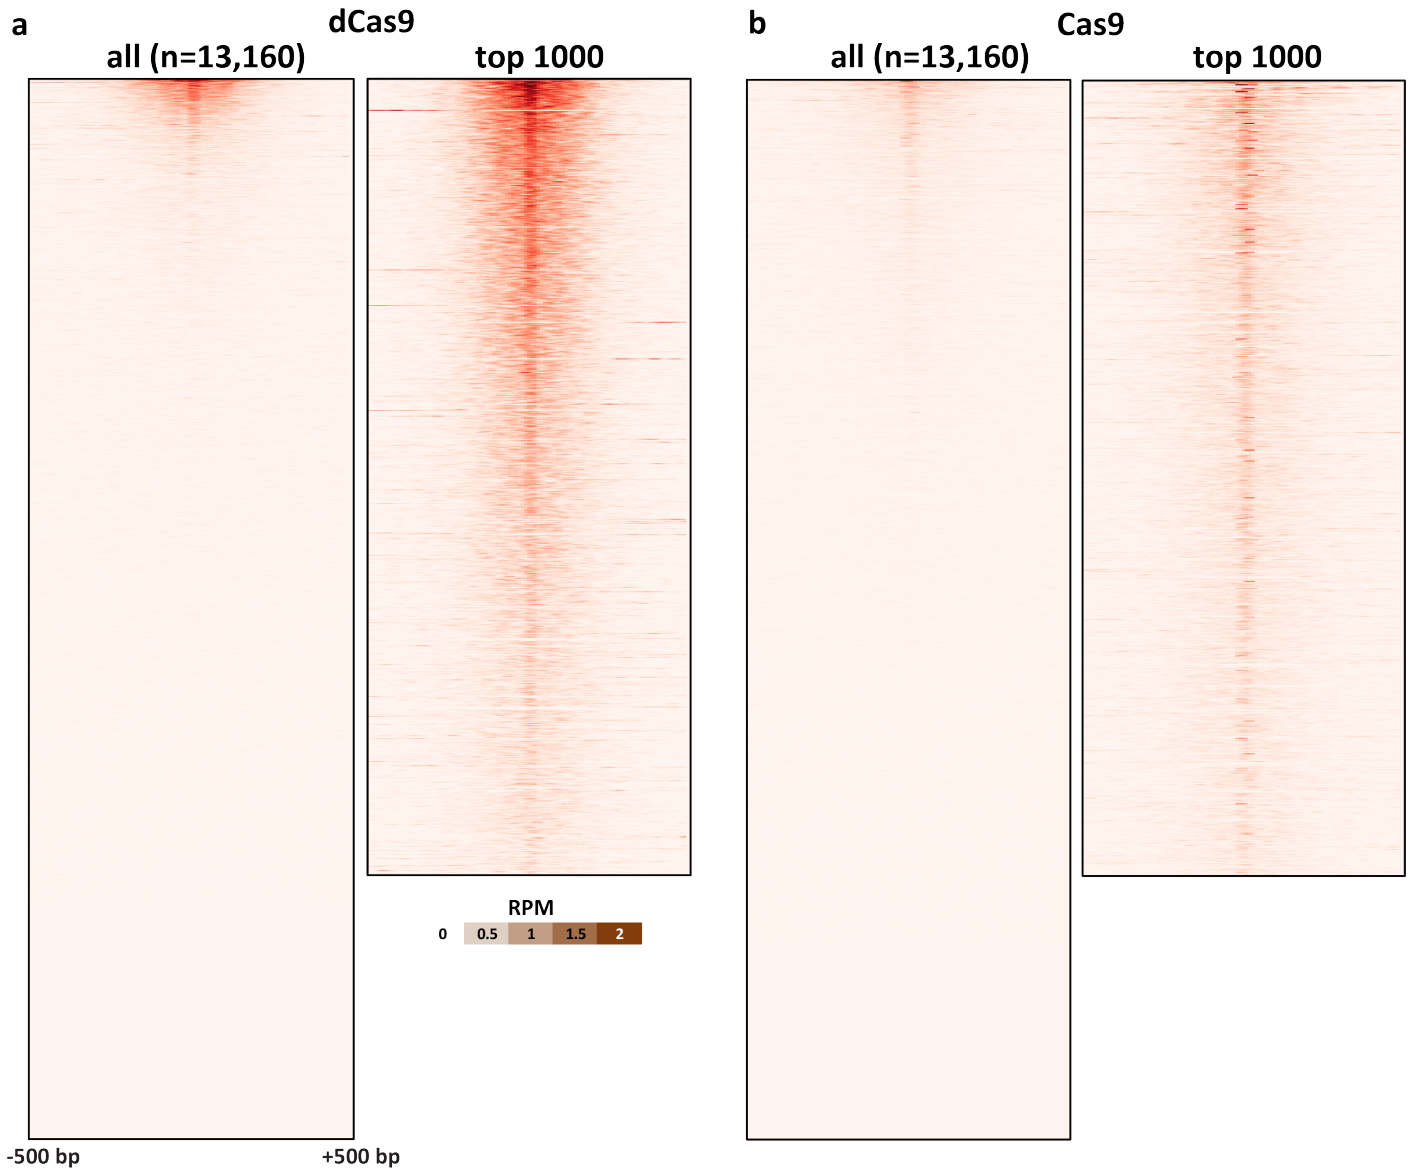 a
dCas9
all (n=13,160)
top 1000
b
Cas9
all (n=13,160)
top 1000
RPM
0 0.5 1 1.5 2
-500 bp
+500 bp